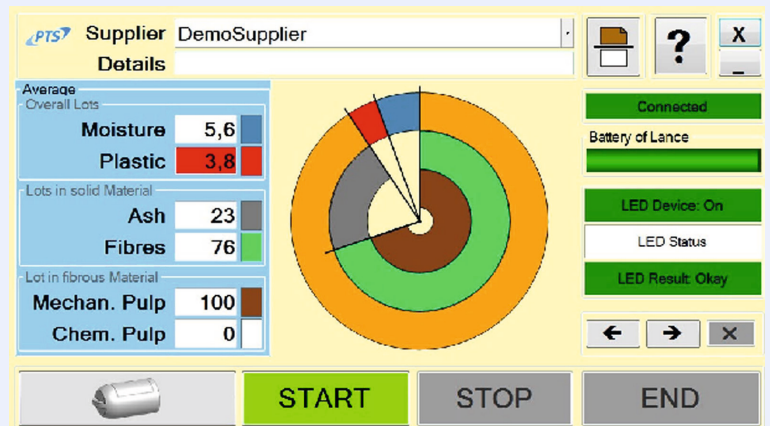 PTS Supplier DemoSupplier
Details
? X
_
Average
Overall Lots
Moisture 5,6
Plastic 3,8
Lots in solid Material
Ash 23
Fibres 76
Lot in fibrous Material
Mechan. Pulp 100
Chem. Pulp 0
Connected
Battery of Lance
LED Device: On
LED Status
LED Result: Okay
START STOP END